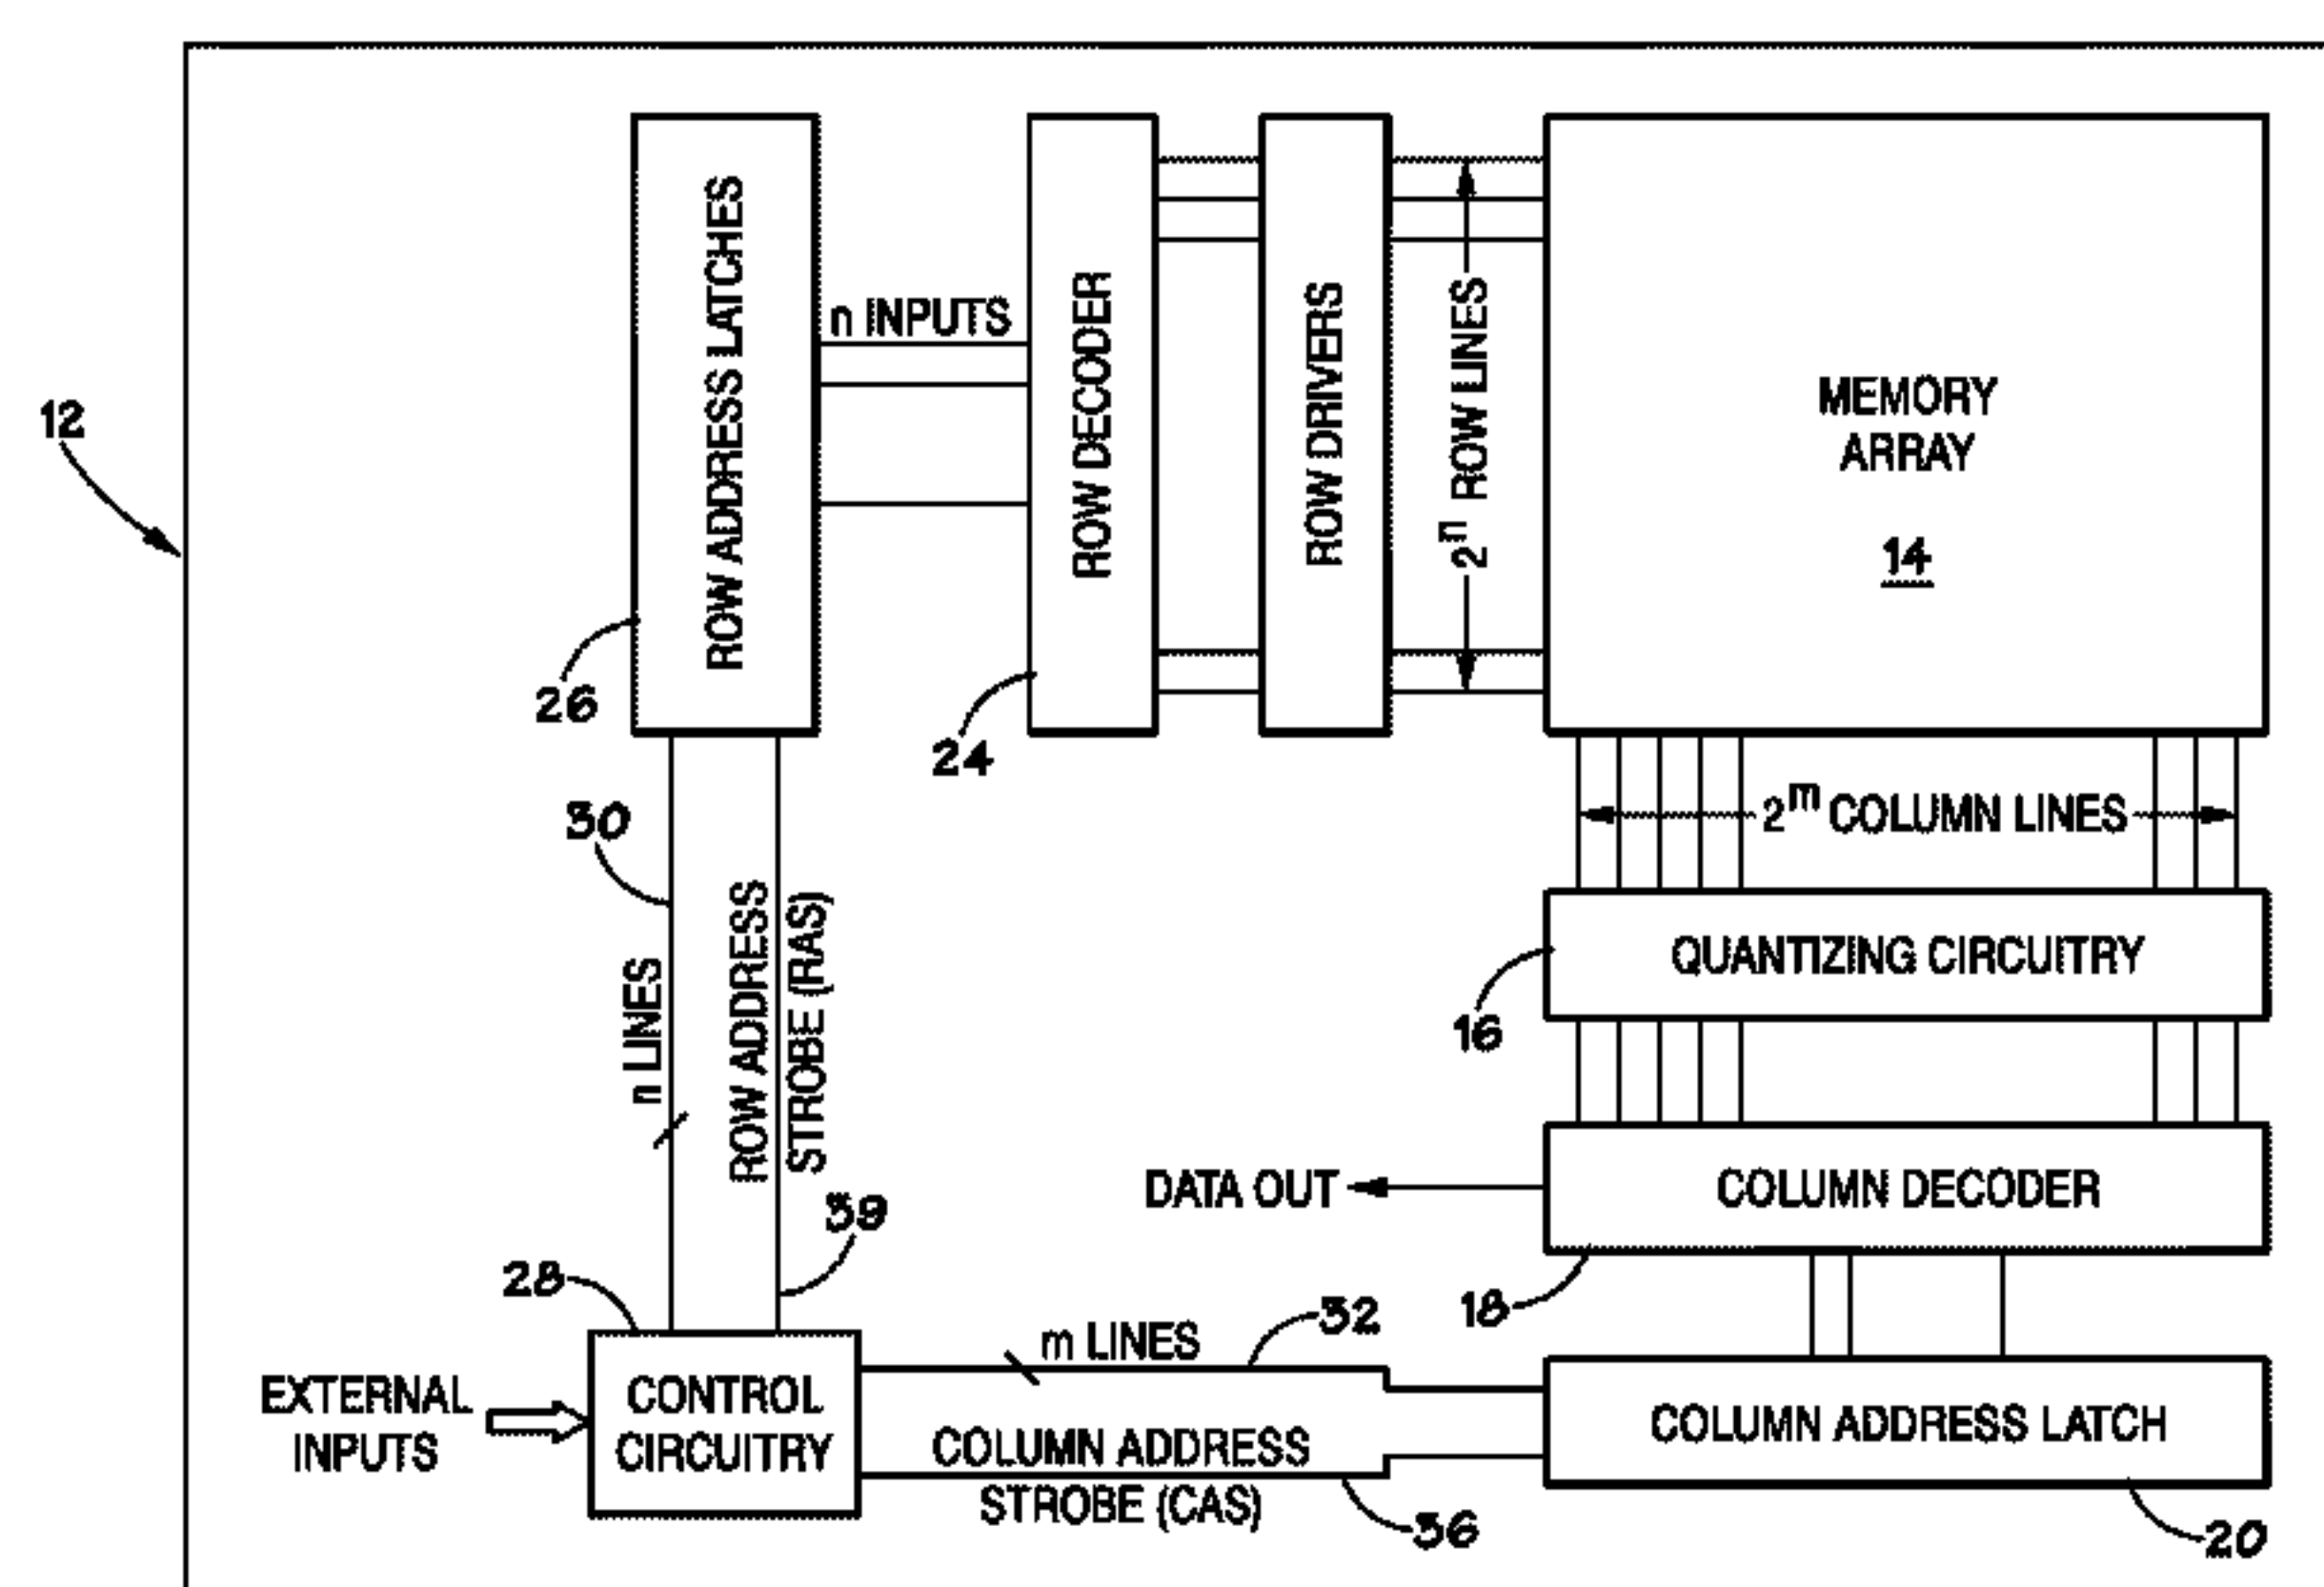 12
ROW ADDRESS LATCHES
26
n INPUTS
ROW DECODER
24
ROW DRIVERS
2ⁿ ROW LINES
MEMORY
ARRAY
14
2ᵐ COLUMN LINES
QUANTIZING CIRCUITRY
16
COLUMN DECODER
18
DATA OUT
30
n LINES
ROW ADDRESS
STROBE (RAS)
39
28
EXTERNAL
INPUTS
CONTROL
CIRCUITRY
m LINES
32
COLUMN ADDRESS
STROBE (CAS)
36
COLUMN ADDRESS LATCH
20